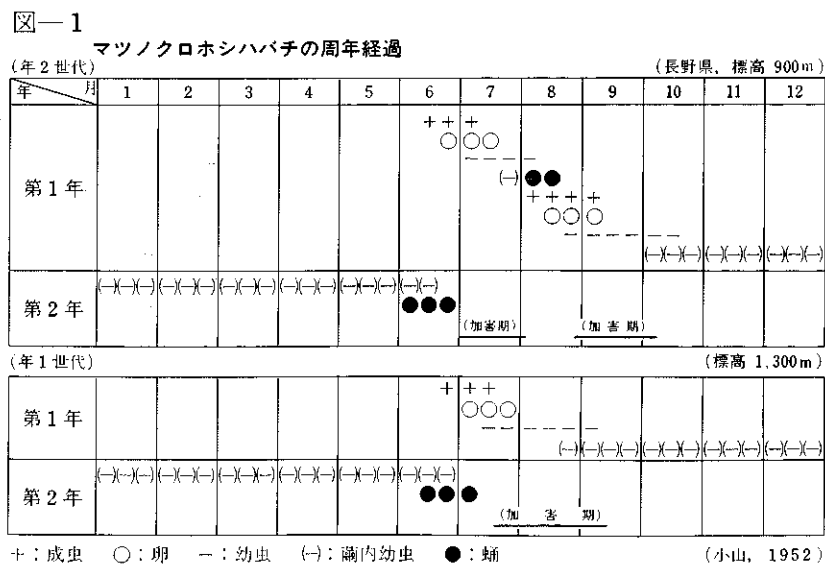 図—1
マツノクロホシハバチの周年経過
(年2世代) (長野県, 標高 900m)
年 月 1 2 3 4 5 6 7 8 9 10 11 12
+ + +
○ ○ ○
— — — —
第1年 (—) ● ●
+ + + +
○ ○ ○
— — — — — —
(—)(—)(—) (—)(—)(—) (—)(—)(—)
(—)(—)(—) (—)(—)(—) (—)(—)(—) (—)(—)(—) (—)(—)(—) (—)(—)
第2年 ● ● ●
(加害期) (加害期)
(年1世代) (標高 1,300m)
+ + +
第1年 ○ ○ ○
— — — — — —
(—)(—)(—)(—) (—)(—)(—) (—)(—)(—) (—)(—)(—)
(—)(—)(—) (—)(—)(—) (—)(—)(—) (—)(—)(—) (—)(—)(—) (—)(—)(—)
第2年 ● ● ●
(加害期)
+:成虫 ○:卵 —:幼虫 (—):繭内幼虫 ●:蛹 (小山, 1952)